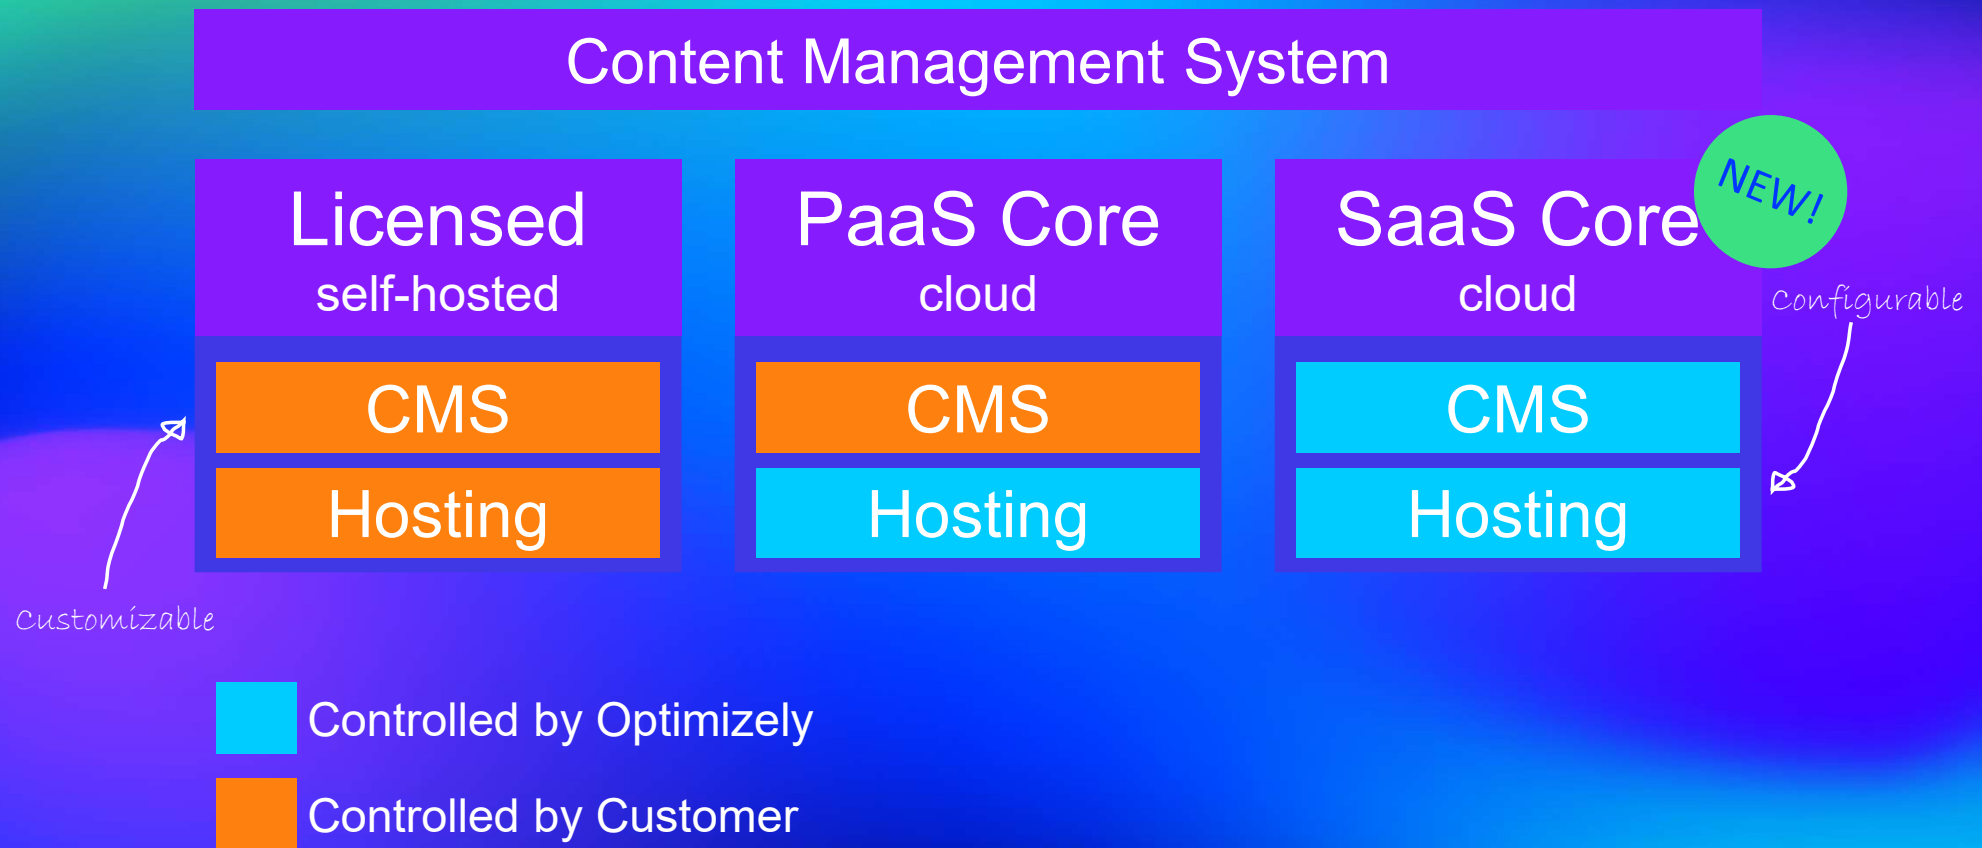 Content Management System
Licensed
self-hosted
CMS
Hosting
PaaS Core
cloud
CMS
Hosting
SaaS Core
cloud
CMS
Hosting
NEW!
Configurable
Customizable
Controlled by Optimizely
Controlled by Customer